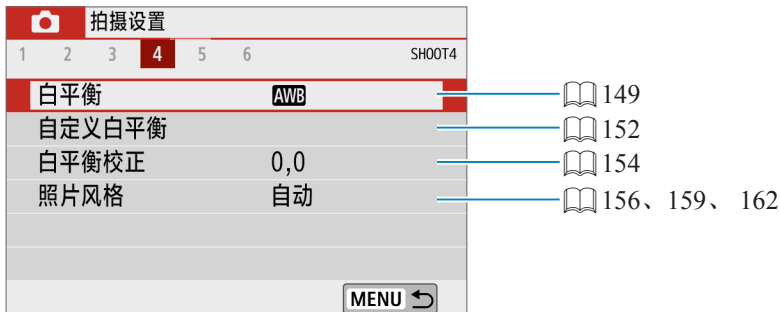 拍摄设置
1 2 3 4 5 6 SHOOT4
白平衡 AWB 149
自定义白平衡 152
白平衡校正 0,0 154
照片风格 自动 156、159、 162
MENU